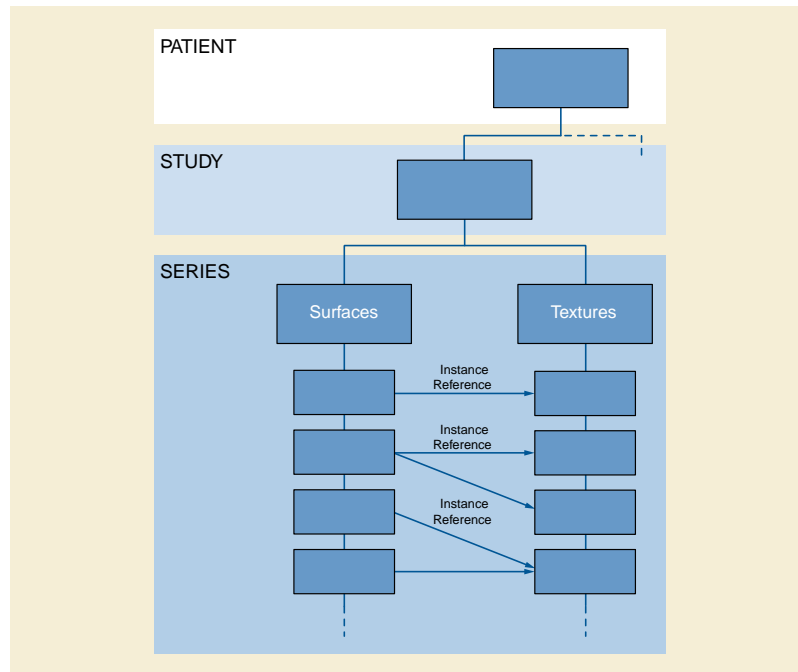 PATIENT
STUDY
SERIES
Surfaces
Textures
Instance
Reference
Instance
Reference
Instance
Reference